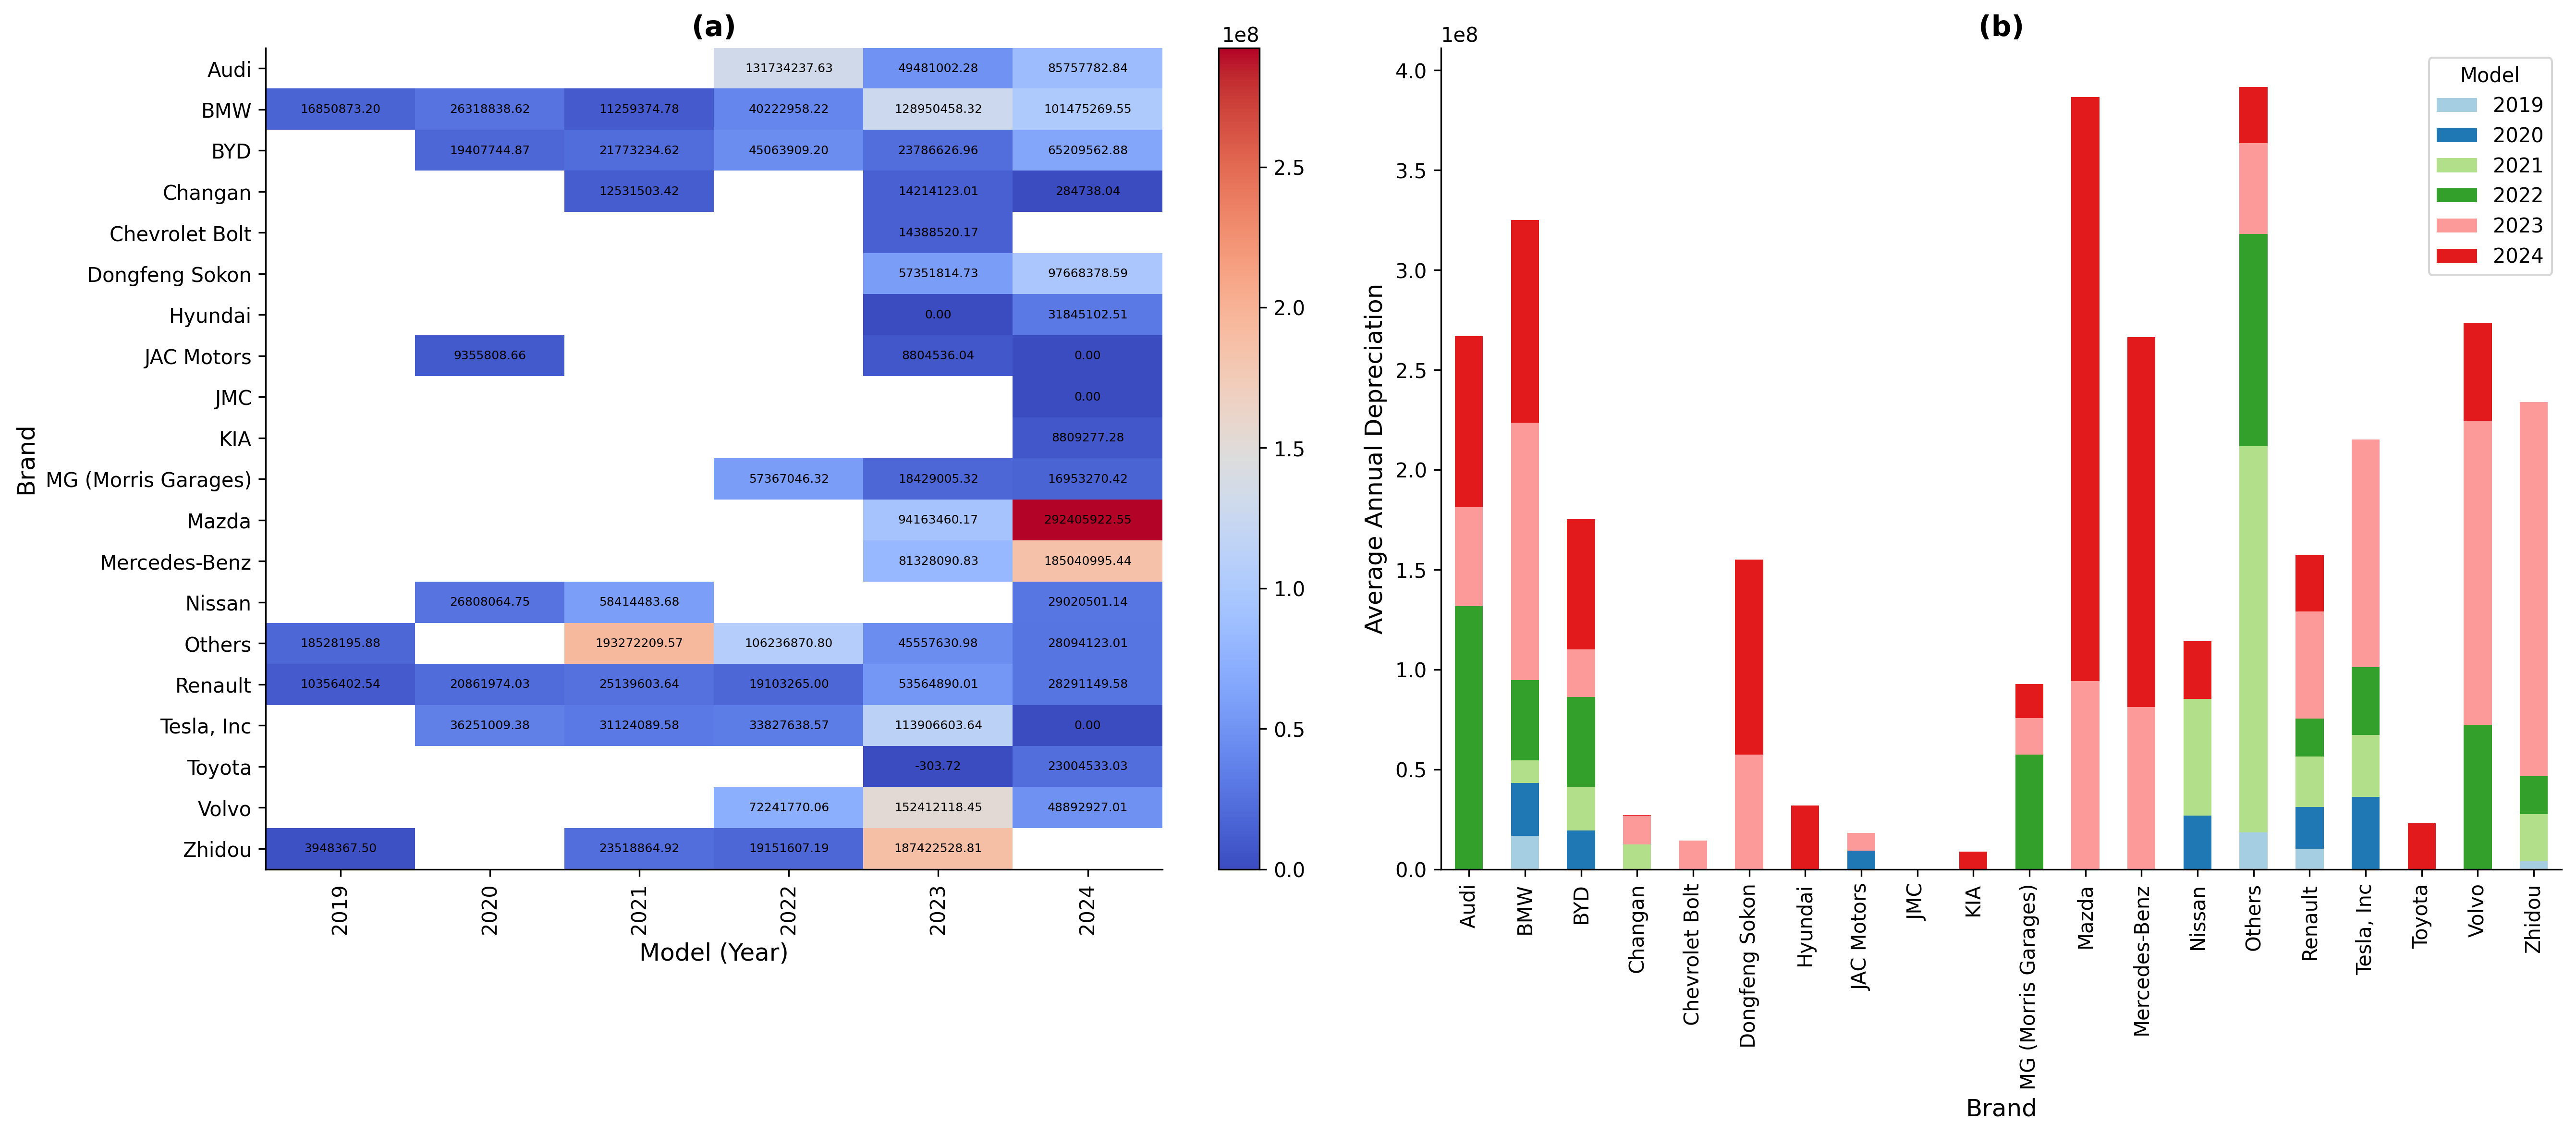 (a)
1e8
Audi 131734237.63 49481002.28 85757782.84
BMW 16850873.20 26318838.62 11259374.78 40222958.22 128950458.32 101475269.55
BYD 19407744.87 21773234.62 45063909.20 23786626.96 65209562.88
Changan 12531503.42 14214123.01 284738.04
Chevrolet Bolt 14388520.17
Dongfeng Sokon 57351814.73 97668378.59
Hyundai 0.00 31845102.51
JAC Motors 9355808.66 8804536.04 0.00
JMC 0.00
KIA 8809277.28
MG (Morris Garages) 57367046.32 18429005.32 16953270.42
Mazda 94163460.17 292405922.55
Mercedes-Benz 81328090.83 185040995.44
Nissan 26808064.75 58414483.68 29020501.14
Others 18528195.88 193272209.57 106236870.80 45557630.98 28094123.01
Renault 10356402.54 20861974.03 25139603.64 19103265.00 53564890.01 28291149.58
Tesla, Inc 36251009.38 31124089.58 33827638.57 113906603.64 0.00
Toyota -303.72 23004533.03
Volvo 72241770.06 152412118.45 48892927.01
Zhidou 3948367.50 23518864.92 19151607.19 187422528.81
Brand
2019 2020 2021 2022 2023 2024
Model (Year)
2.5
2.0
1.5
1.0
0.5
0.0
(b)
1e8
4.0
3.5
3.0
2.5
2.0
1.5
1.0
0.5
0.0
Average Annual Depreciation
Model
2019
2020
2021
2022
2023
2024
Audi
BMW
BYD
Changan
Chevrolet Bolt
Dongfeng Sokon
Hyundai
JAC Motors
JMC
KIA
MG (Morris Garages)
Mazda
Mercedes-Benz
Nissan
Others
Renault
Tesla, Inc
Toyota
Volvo
Zhidou
Brand